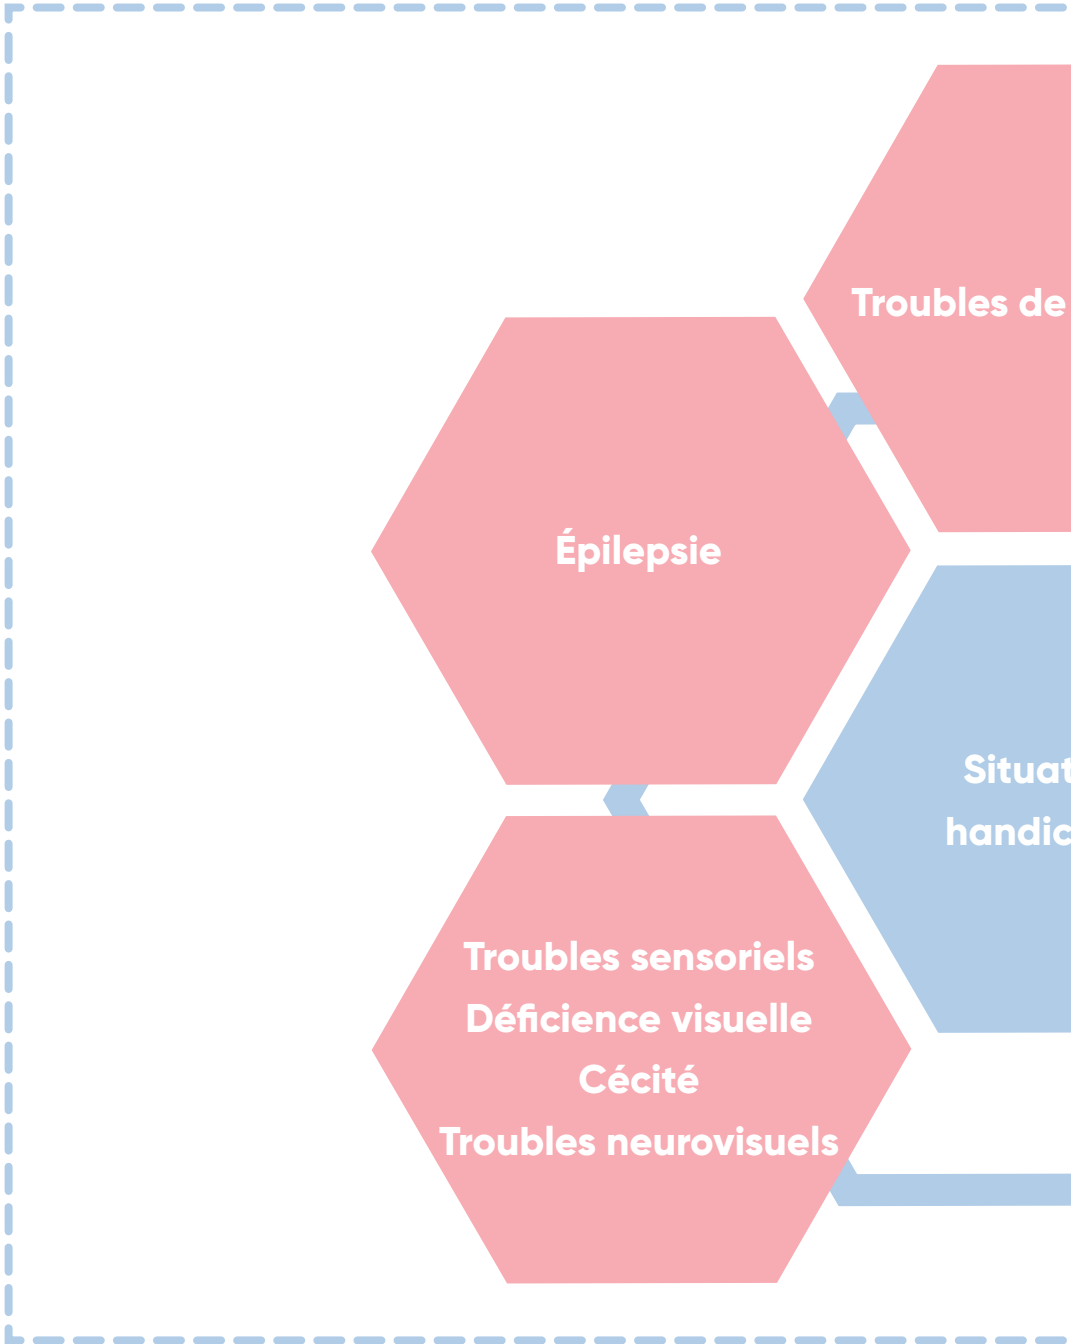 Troubles de
Épilepsie
Situat
handic
Troubles sensoriels
Déficience visuelle
Cécité
Troubles neurovisuels